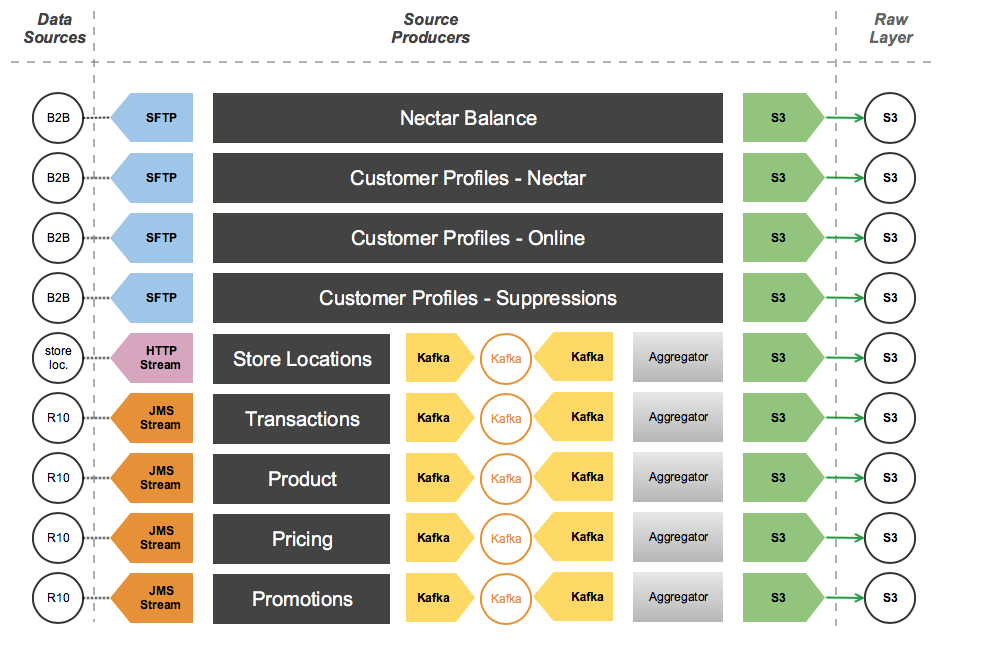 Data
Sources
Source
Producers
Raw
Layer
B2B SFTP Nectar Balance S3 S3
B2B SFTP Customer Profiles - Nectar S3 S3
B2B SFTP Customer Profiles - Online S3 S3
B2B SFTP Customer Profiles - Suppressions S3 S3
store
loc.
HTTP
Stream
Store Locations Kafka Kafka Kafka Aggregator S3 S3
R10
JMS
Stream
Transactions Kafka Kafka Kafka Aggregator S3 S3
R10
JMS
Stream
Product Kafka Kafka Kafka Aggregator S3 S3
R10
JMS
Stream
Pricing Kafka Kafka Kafka Aggregator S3 S3
R10
JMS
Stream
Promotions Kafka Kafka Kafka Aggregator S3 S3